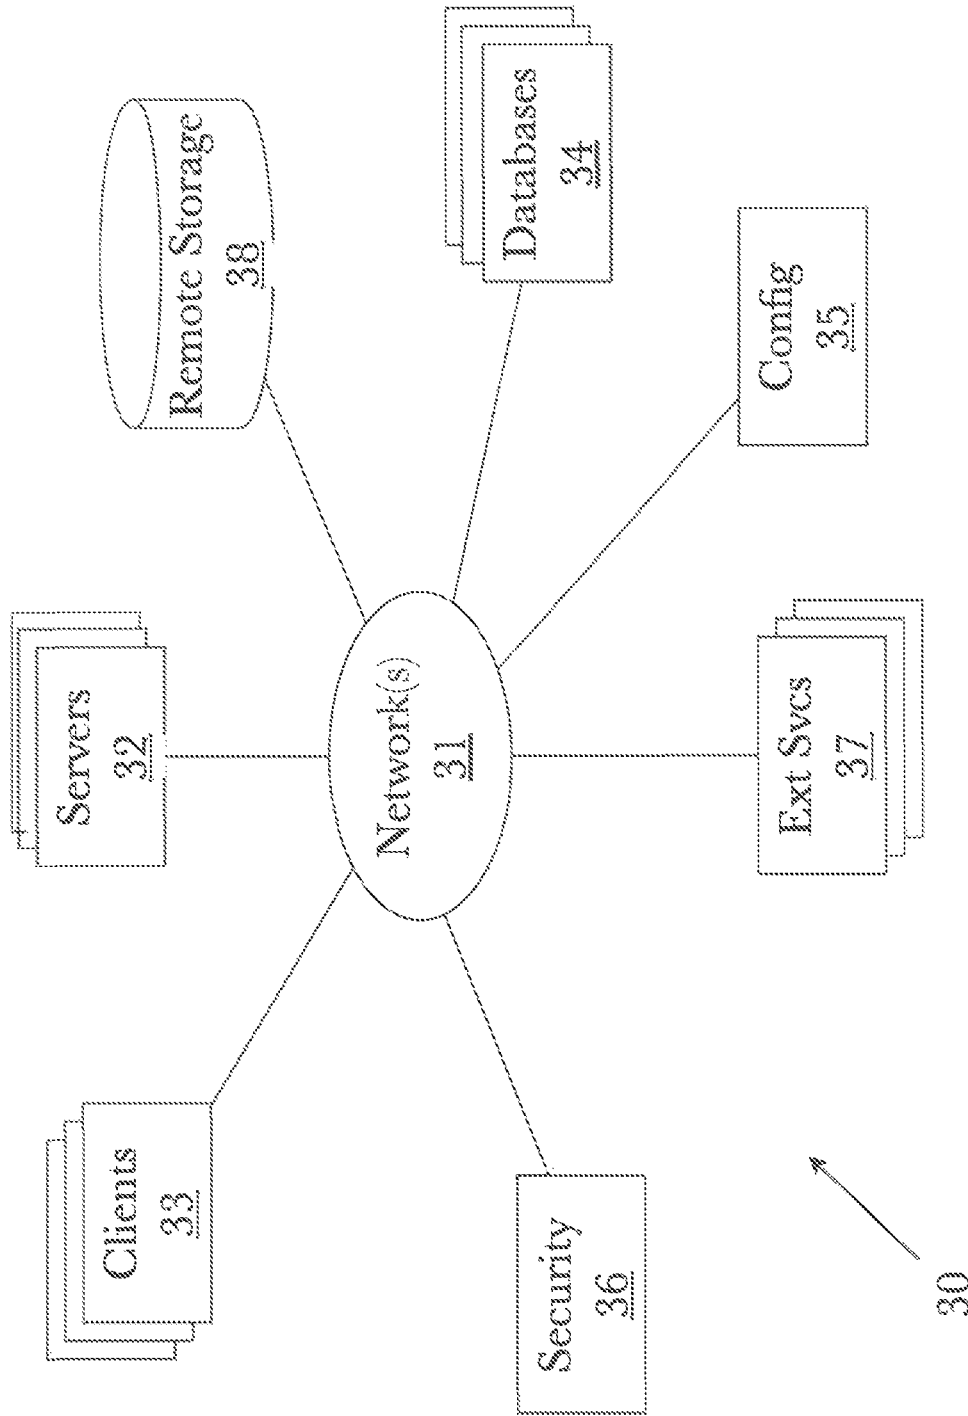 Clients
33
Servers
32
Remote Storage
38
Network(s)
31
Databases
34
Security
36
Ext Svcs
37
Config
35
30